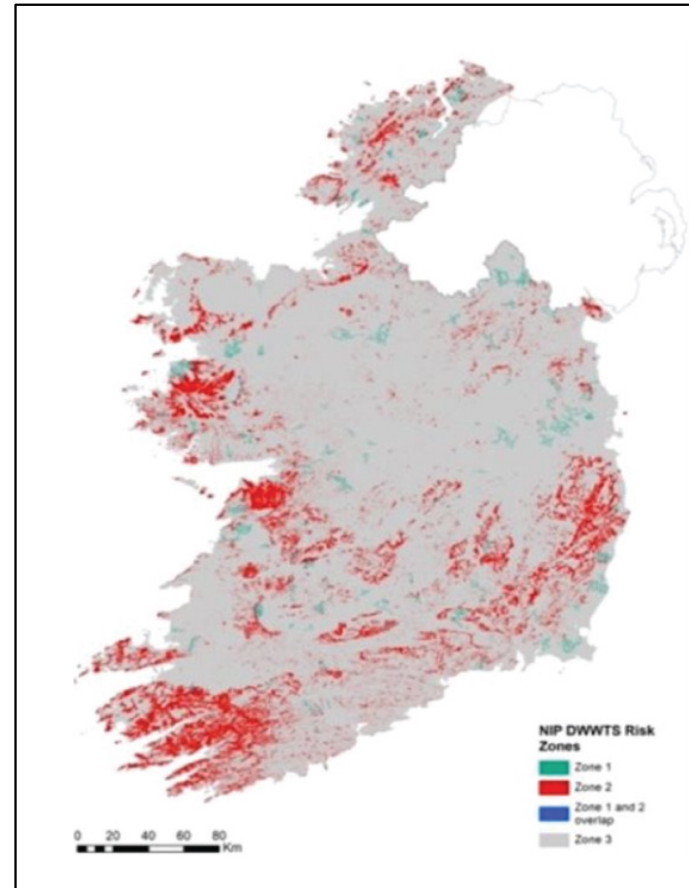 NIP DWWTS Risk
Zones
Zone 1
Zone 2
Zone 1 and 2
overlap
Zone 3
0 20 40 60 80
Km